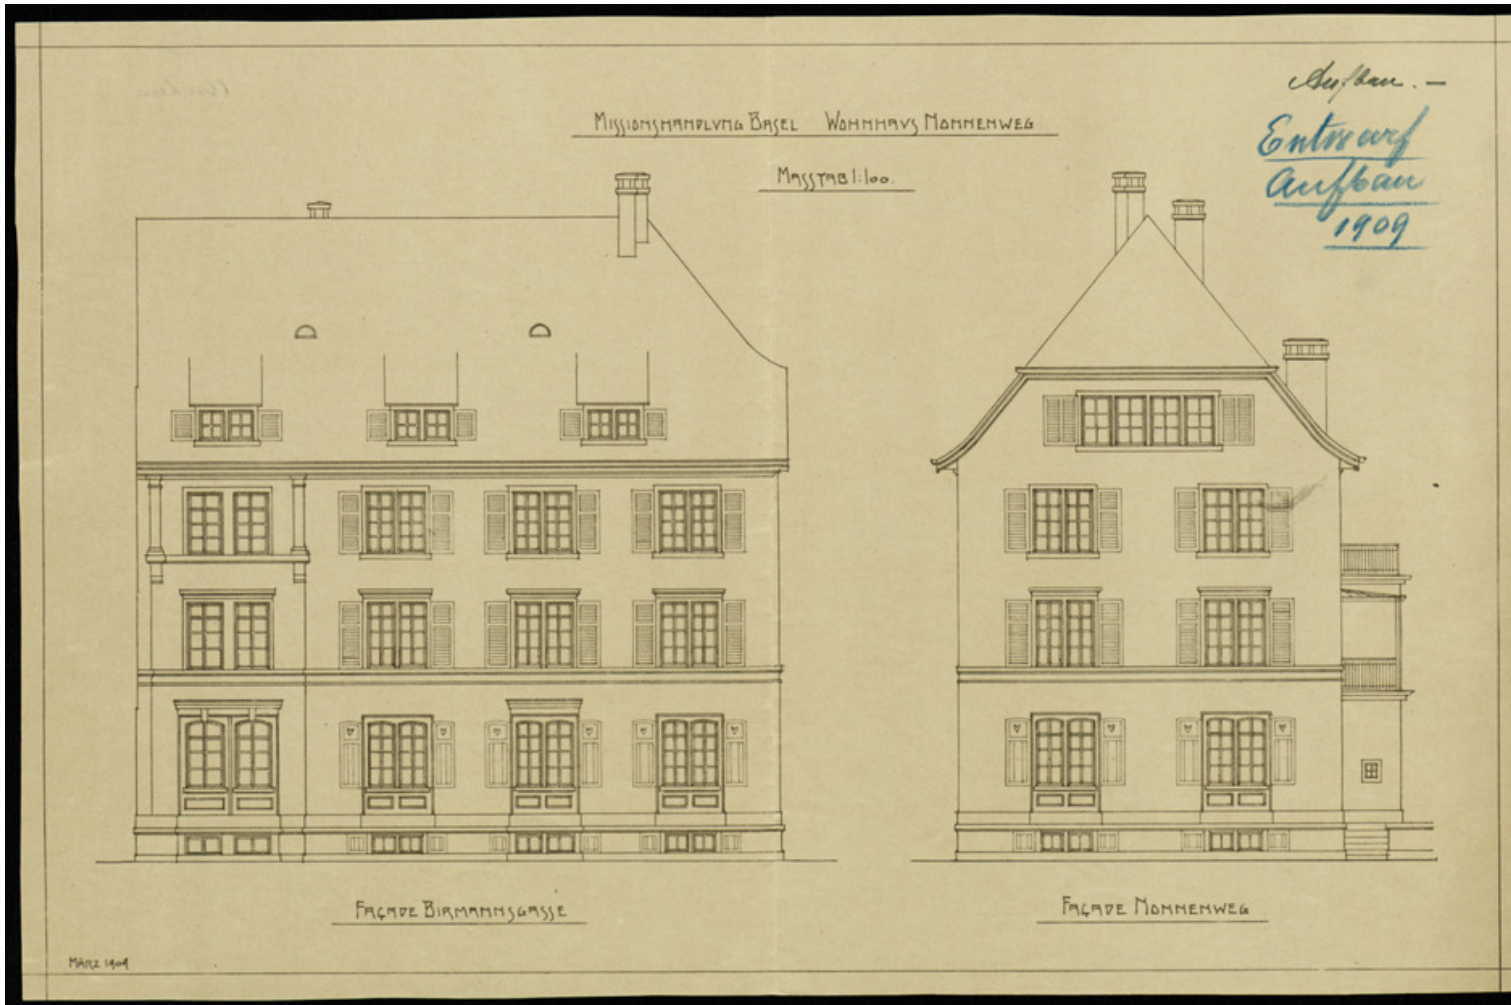 Aufbau. —
Entwurf
Aufbau
1909
MISSIONSHANDLUNG BASEL WOHNHAUS NONNENWEG
MASSTAB 1:100.
FAÇADE BIRMANNSGASSE
FAÇADE NONNENWEG
MÄRZ 1909